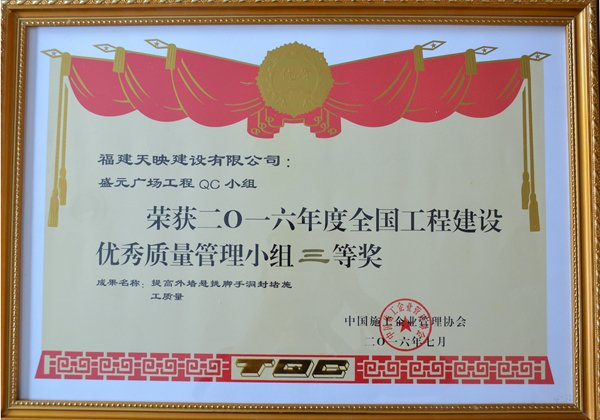 福建天映建设有限公司：
盛元广场工程QC小组
荣获二O一六年度全国工程建设
优秀质量管理小组三等奖
成果名称：提高外墙悬挑脚手洞封堵施
工质量
中国施工企业管理协会
二〇一六年七月
TQC